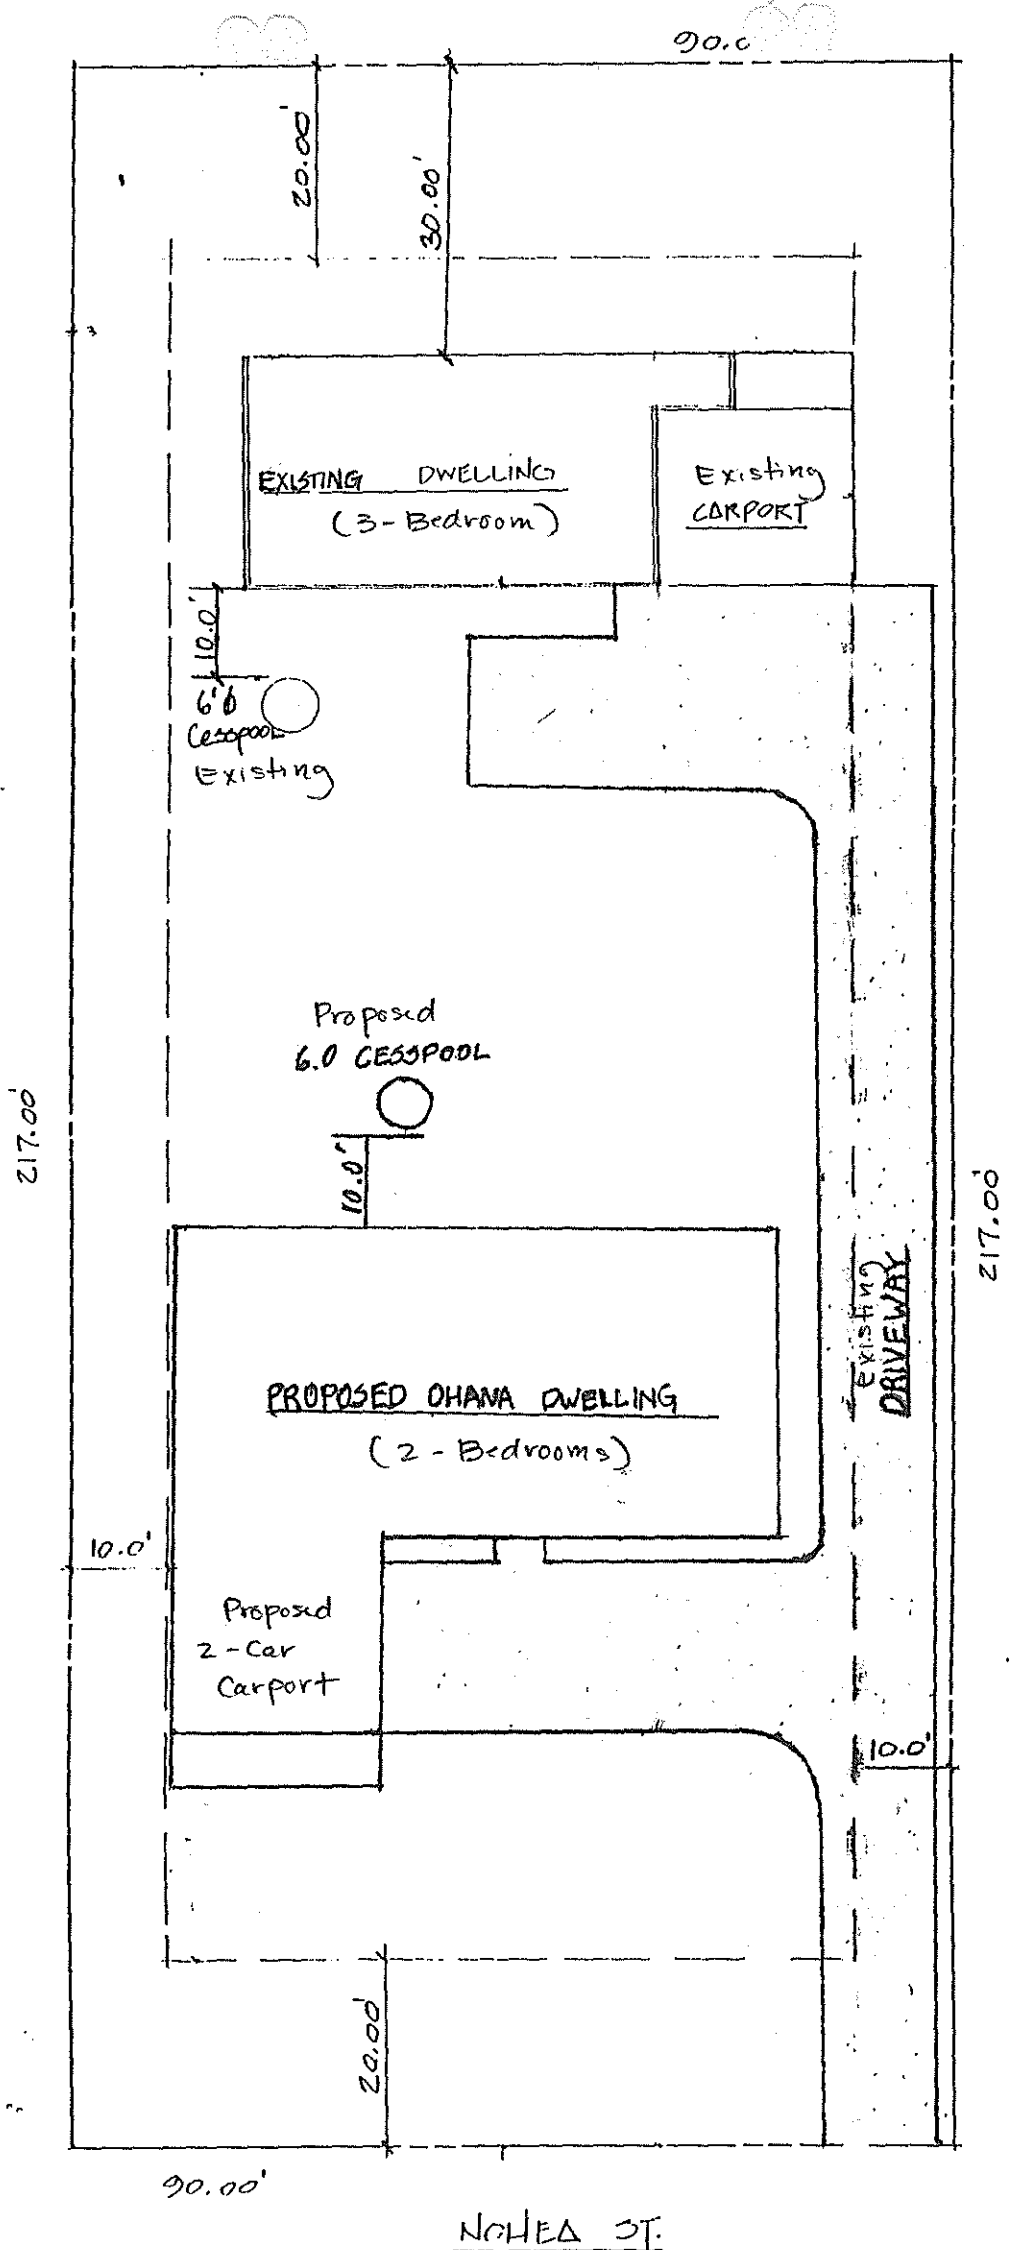 90.0
20.00'
30.00'
EXISTING DWELLING
(3-Bedroom)
Existing
CARPORT
10.0'
6'φ
Cesspool
Existing
Proposed
6.0 CESSPOOL
10.0'
217.00'
217.00'
Existing
DRIVEWAY
PROPOSED OHANA DWELLING
(2-Bedrooms)
10.0'
Proposed
2-Car
Carport
10.0'
20.00'
90.00'
NOHEA ST.